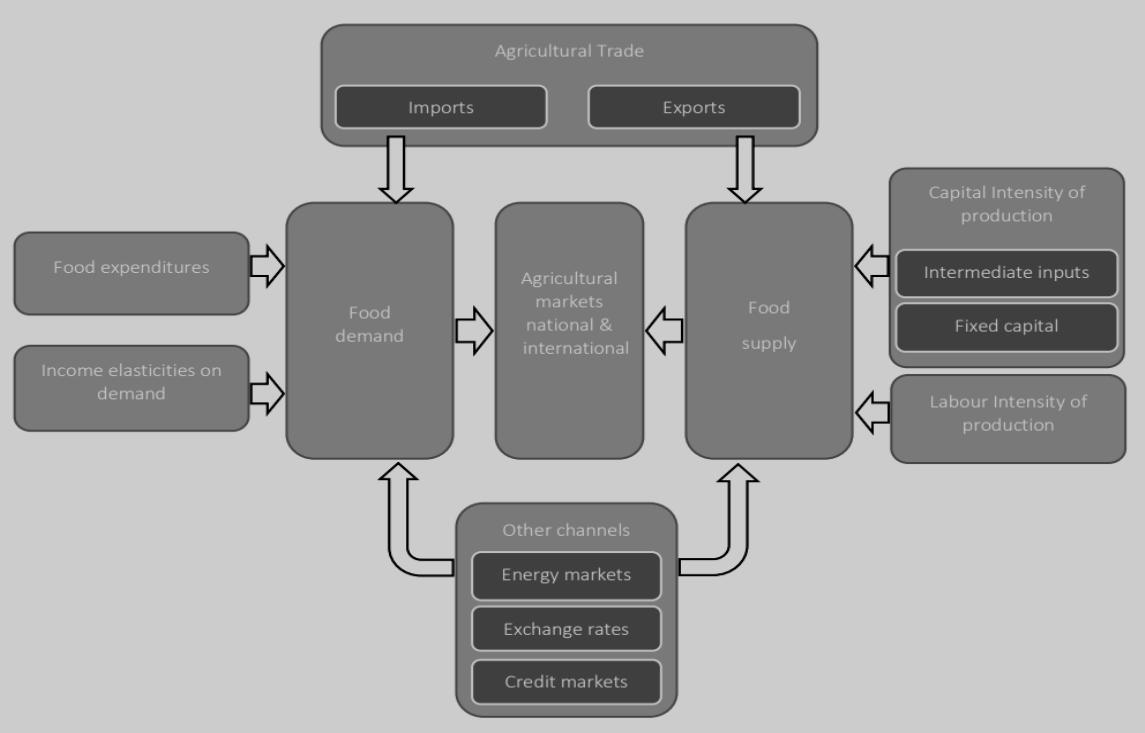 Agricultural Trade
Imports
Exports
Capital Intensity of
production
Intermediate inputs
Fixed capital
Labour Intensity of
production
Food expenditures
Income elasticities on
demand
Food
demand
Agricultural
markets
national &
international
Food
supply
Other channels
Energy markets
Exchange rates
Credit markets